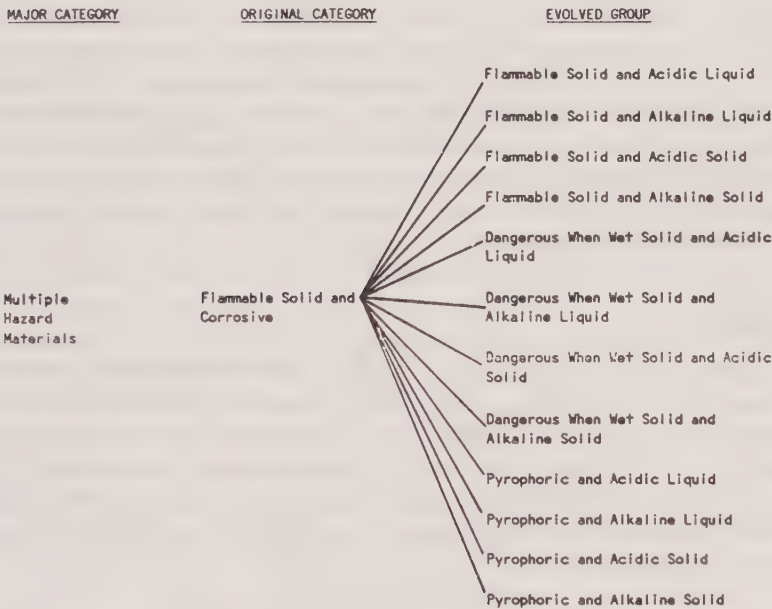 MAJOR CATEGORY
ORIGINAL CATEGORY
EVOLVED GROUP
Multiple
Hazard
Materials
Flammable Solid and
Corrosive
Flammable Solid and Acidic Liquid
Flammable Solid and Alkaline Liquid
Flammable Solid and Acidic Solid
Flammable Solid and Alkaline Solid
Dangerous When Wet Solid and Acidic
Liquid
Dangerous When Wet Solid and
Alkaline Liquid
Dangerous When Wet Solid and Acidic
Solid
Dangerous When Wet Solid and
Alkaline Solid
Pyrophoric and Acidic Liquid
Pyrophoric and Alkaline Liquid
Pyrophoric and Acidic Solid
Pyrophoric and Alkaline Solid